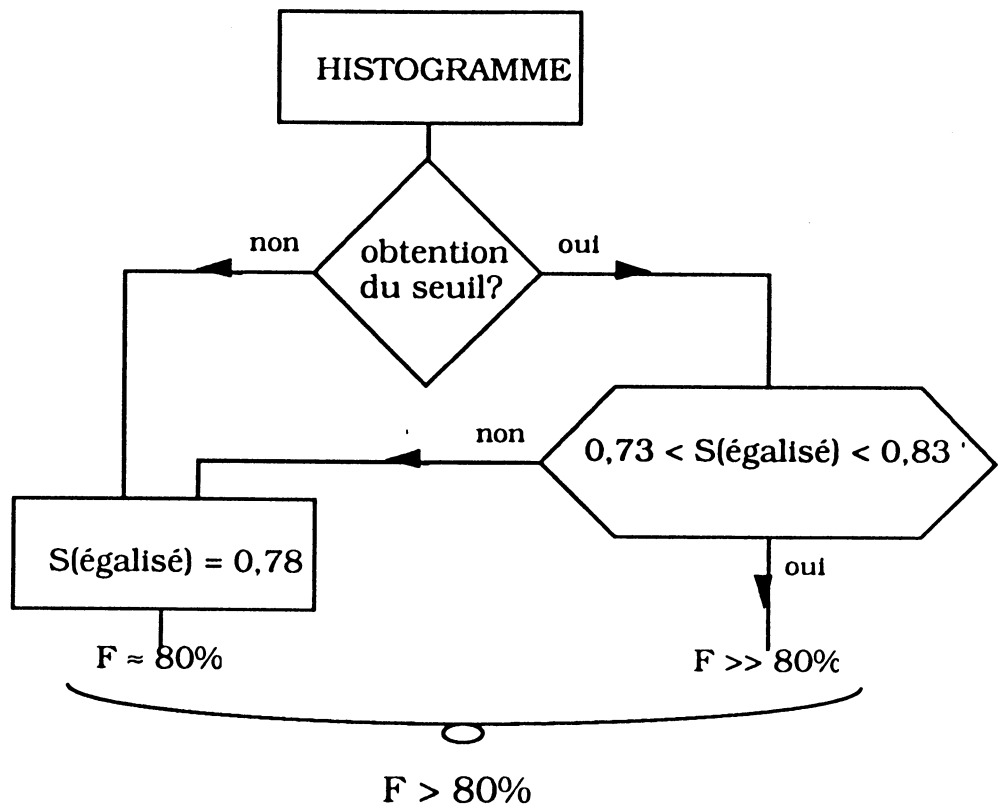 HISTOGRAMME
non
oui
obtention
du seuil?
non
0,73 < S(égalisé) < 0,83
S(égalisé) = 0,78
oui
F ≈ 80%
F >> 80%
F > 80%